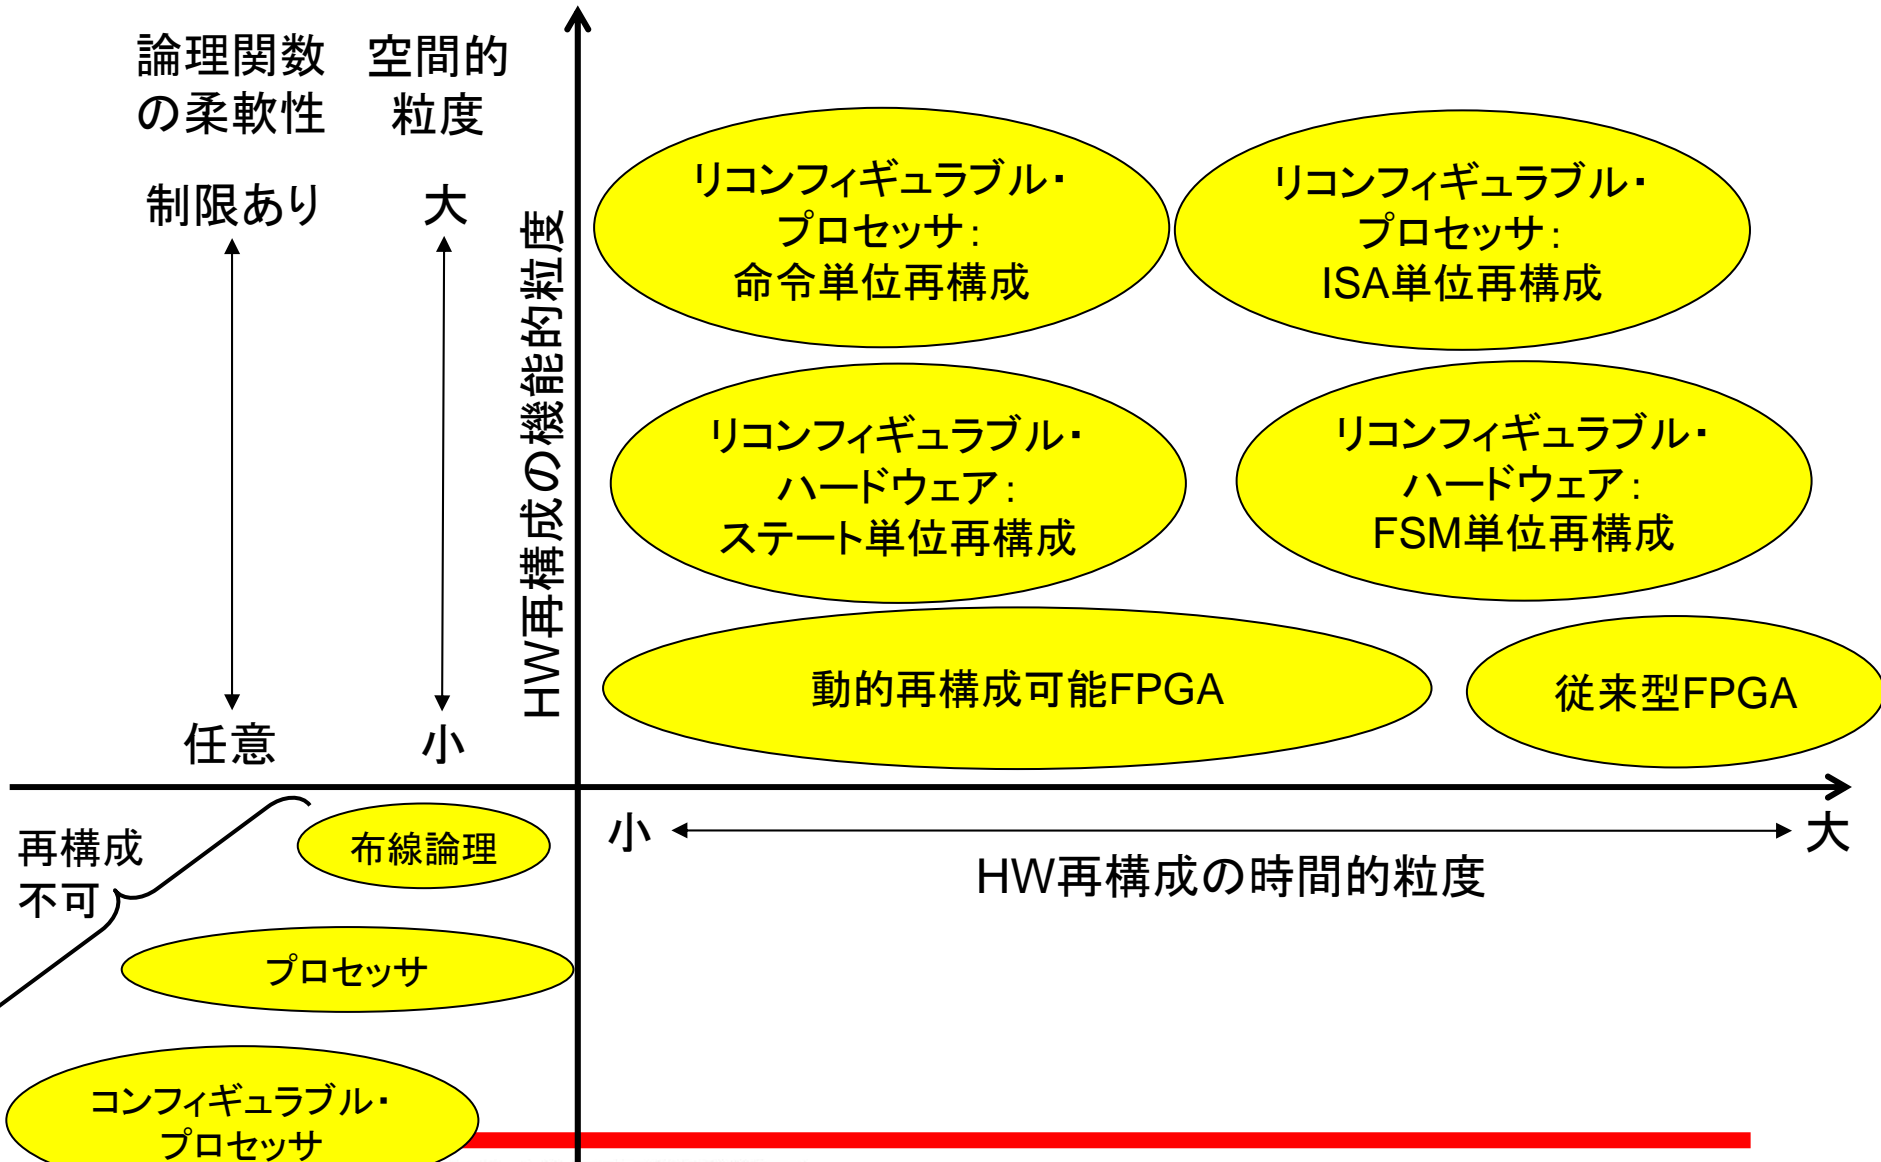 論理関数
の柔軟性
空間的
粒度
制限あり
大
任意
小
HW再構成の機能的粒度
リコンフィギュラブル・
プロセッサ：
命令単位再構成
リコンフィギュラブル・
プロセッサ：
ISA単位再構成
リコンフィギュラブル・
ハードウェア：
ステート単位再構成
リコンフィギュラブル・
ハードウェア：
FSM単位再構成
動的再構成可能FPGA
従来型FPGA
小
大
HW再構成の時間的粒度
再構成
不可
布線論理
プロセッサ
コンフィギュラブル・
プロセッサ